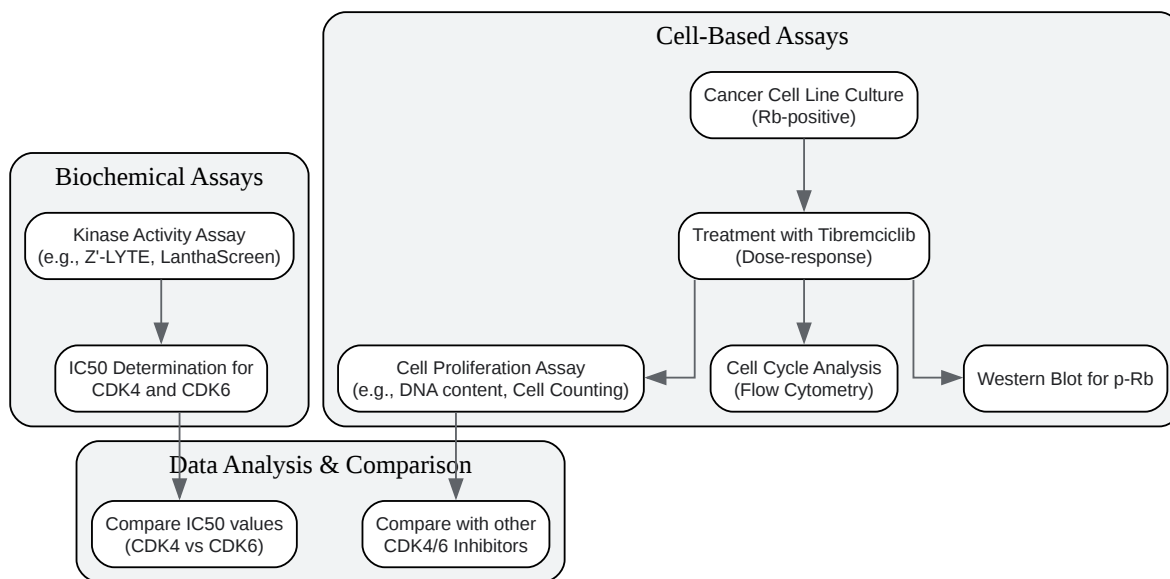 Cell-Based Assays
Cancer Cell Line Culture
(Rb-positive)
Biochemical Assays
Kinase Activity Assay
(e.g., Z'-LYTE, LanthaScreen)
Treatment with Tibremciclib
(Dose-response)
IC50 Determination for
CDK4 and CDK6
Cell Proliferation Assay
(e.g., DNA content, Cell Counting)
Cell Cycle Analysis
(Flow Cytometry)
Western Blot for p-Rb
Data Analysis & Comparison
Compare IC50 values
(CDK4 vs CDK6)
Compare with other
CDK4/6 Inhibitors